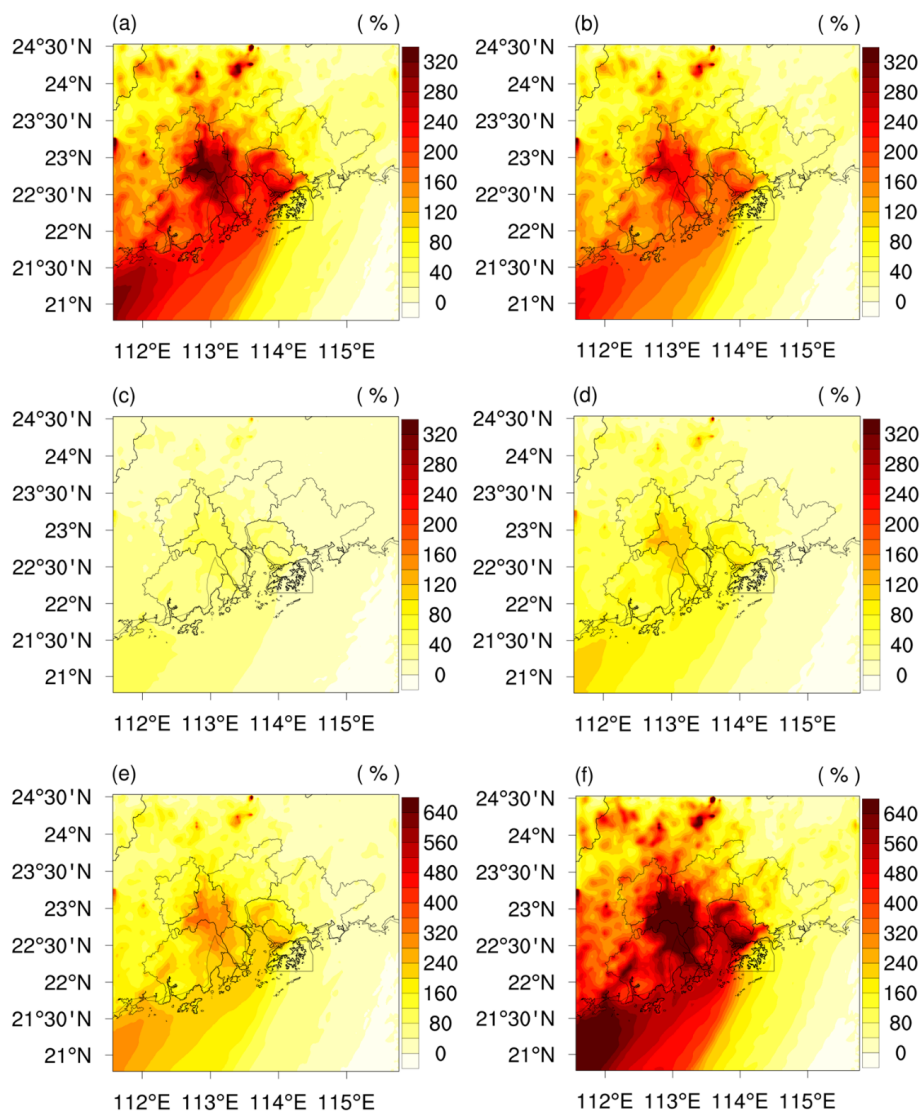 (a) ( % )
24°30'N
24°N
23°30'N
23°N
22°30'N
22°N
21°30'N
21°N
112°E 113°E 114°E 115°E
320
280
240
200
160
120
80
40
0
(b) ( % )
24°30'N
24°N
23°30'N
23°N
22°30'N
22°N
21°30'N
21°N
112°E 113°E 114°E 115°E
320
280
240
200
160
120
80
40
0
(c) ( % )
24°30'N
24°N
23°30'N
23°N
22°30'N
22°N
21°30'N
21°N
112°E 113°E 114°E 115°E
320
280
240
200
160
120
80
40
0
(d) ( % )
24°30'N
24°N
23°30'N
23°N
22°30'N
22°N
21°30'N
21°N
112°E 113°E 114°E 115°E
320
280
240
200
160
120
80
40
0
(e) ( % )
24°30'N
24°N
23°30'N
23°N
22°30'N
22°N
21°30'N
21°N
112°E 113°E 114°E 115°E
640
560
480
400
320
240
160
80
0
(f) ( % )
24°30'N
24°N
23°30'N
23°N
22°30'N
22°N
21°30'N
21°N
112°E 113°E 114°E 115°E
640
560
480
400
320
240
160
80
0